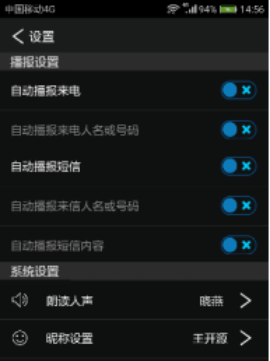 中国移动4G 94% 14:56
设置
播报设置
自动播报来电
自动播报来电人名或号码
自动播报短信
自动播报来信人名或号码
自动播报短信内容
系统设置
朗读人声 晓燕
昵称设置 王开源